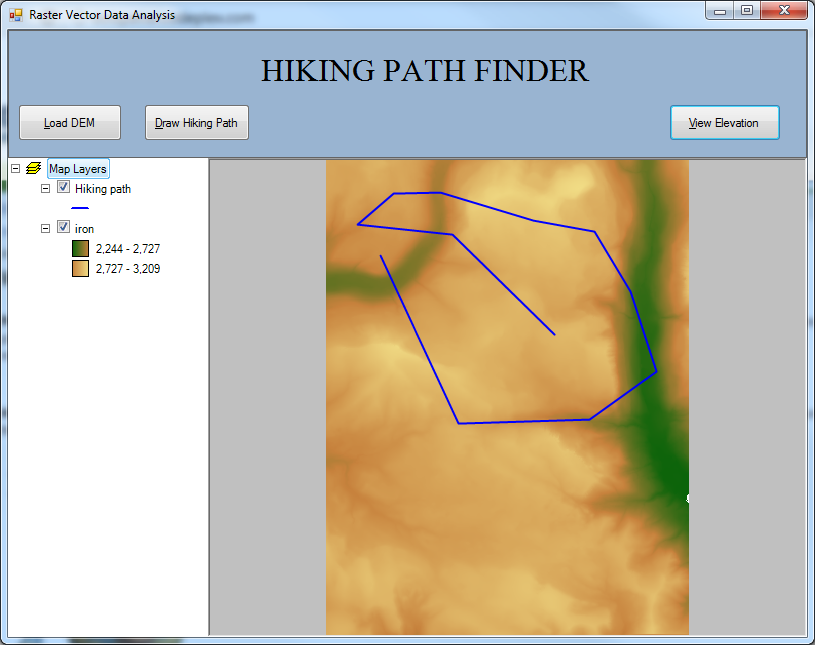 Raster Vector Data Analysis
HIKING PATH FINDER
Load DEM
Draw Hiking Path
View Elevation
Map Layers
Hiking path
iron
2,244 - 2,727
2,727 - 3,209